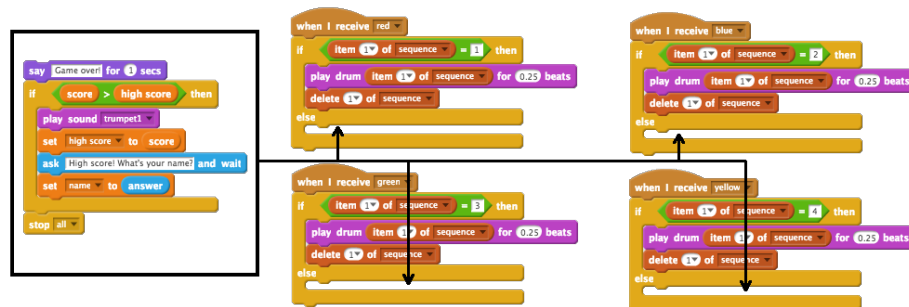 say Game over! for 1 secs
if score > high score then
play sound trumpet1
set high score to score
ask High score! What's your name? and wait
set name to answer
stop all
when I receive red
if item 1 of sequence = 1 then
play drum item 1 of sequence for 0.25 beats
delete 1 of sequence
else
when I receive blue
if item 1 of sequence = 2 then
play drum item 1 of sequence for 0.25 beats
delete 1 of sequence
else
when I receive green
if item 1 of sequence = 3 then
play drum item 1 of sequence for 0.25 beats
delete 1 of sequence
else
when I receive yellow
if item 1 of sequence = 4 then
play drum item 1 of sequence for 0.25 beats
delete 1 of sequence
else